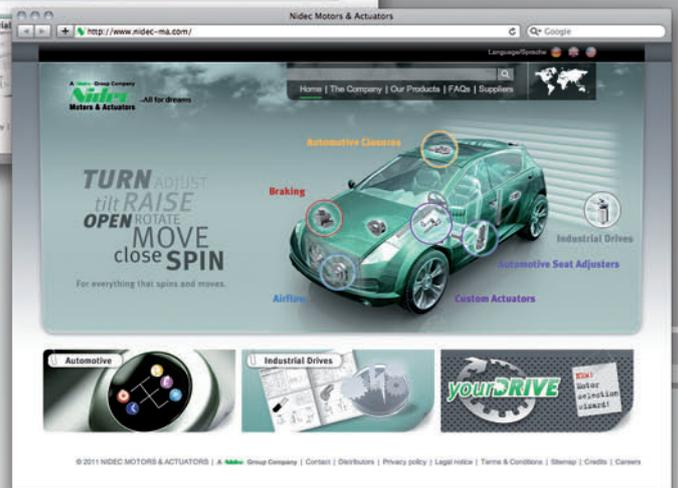 Nidec Motors & Actuators
http://www.nidec-ma.com/
Google
Language/Sprache
A Nidec Group Company
Nidec
Motors & Actuators
All for dreams
Home | The Company | Our Products | FAQs | Suppliers
Automotive Closures
Braking
TURN ADJUST
tilt RAISE
OPEN ROTATE
MOVE
close SPIN
For everything that spins and moves.
Industrial Drives
Automotive Seat Adjusters
Airflow
Custom Actuators
Automotive
Industrial Drives
yourDRIVE
NEW!
Motor
selection
wizard!
© 2011 NIDEC MOTORS & ACTUATORS | A Nidec Group Company | Contact | Distributors | Privacy policy | Legal notice | Terms & Conditions | Sitemap | Credits | Careers